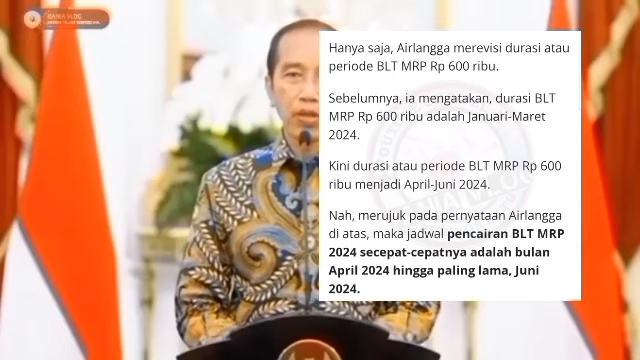 RANIA VLOG
Hanya saja, Airlangga merevisi durasi atau
periode BLT MRP Rp 600 ribu.
Sebelumnya, ia mengatakan, durasi BLT
MRP Rp 600 ribu adalah Januari-Maret
2024.
Kini durasi atau periode BLT MRP Rp 600
ribu menjadi April-Juni 2024.
Nah, merujuk pada pernyataan Airlangga
di atas, maka jadwal pencairan BLT MRP
2024 secepat-cepatnya adalah bulan
April 2024 hingga paling lama, Juni
2024.